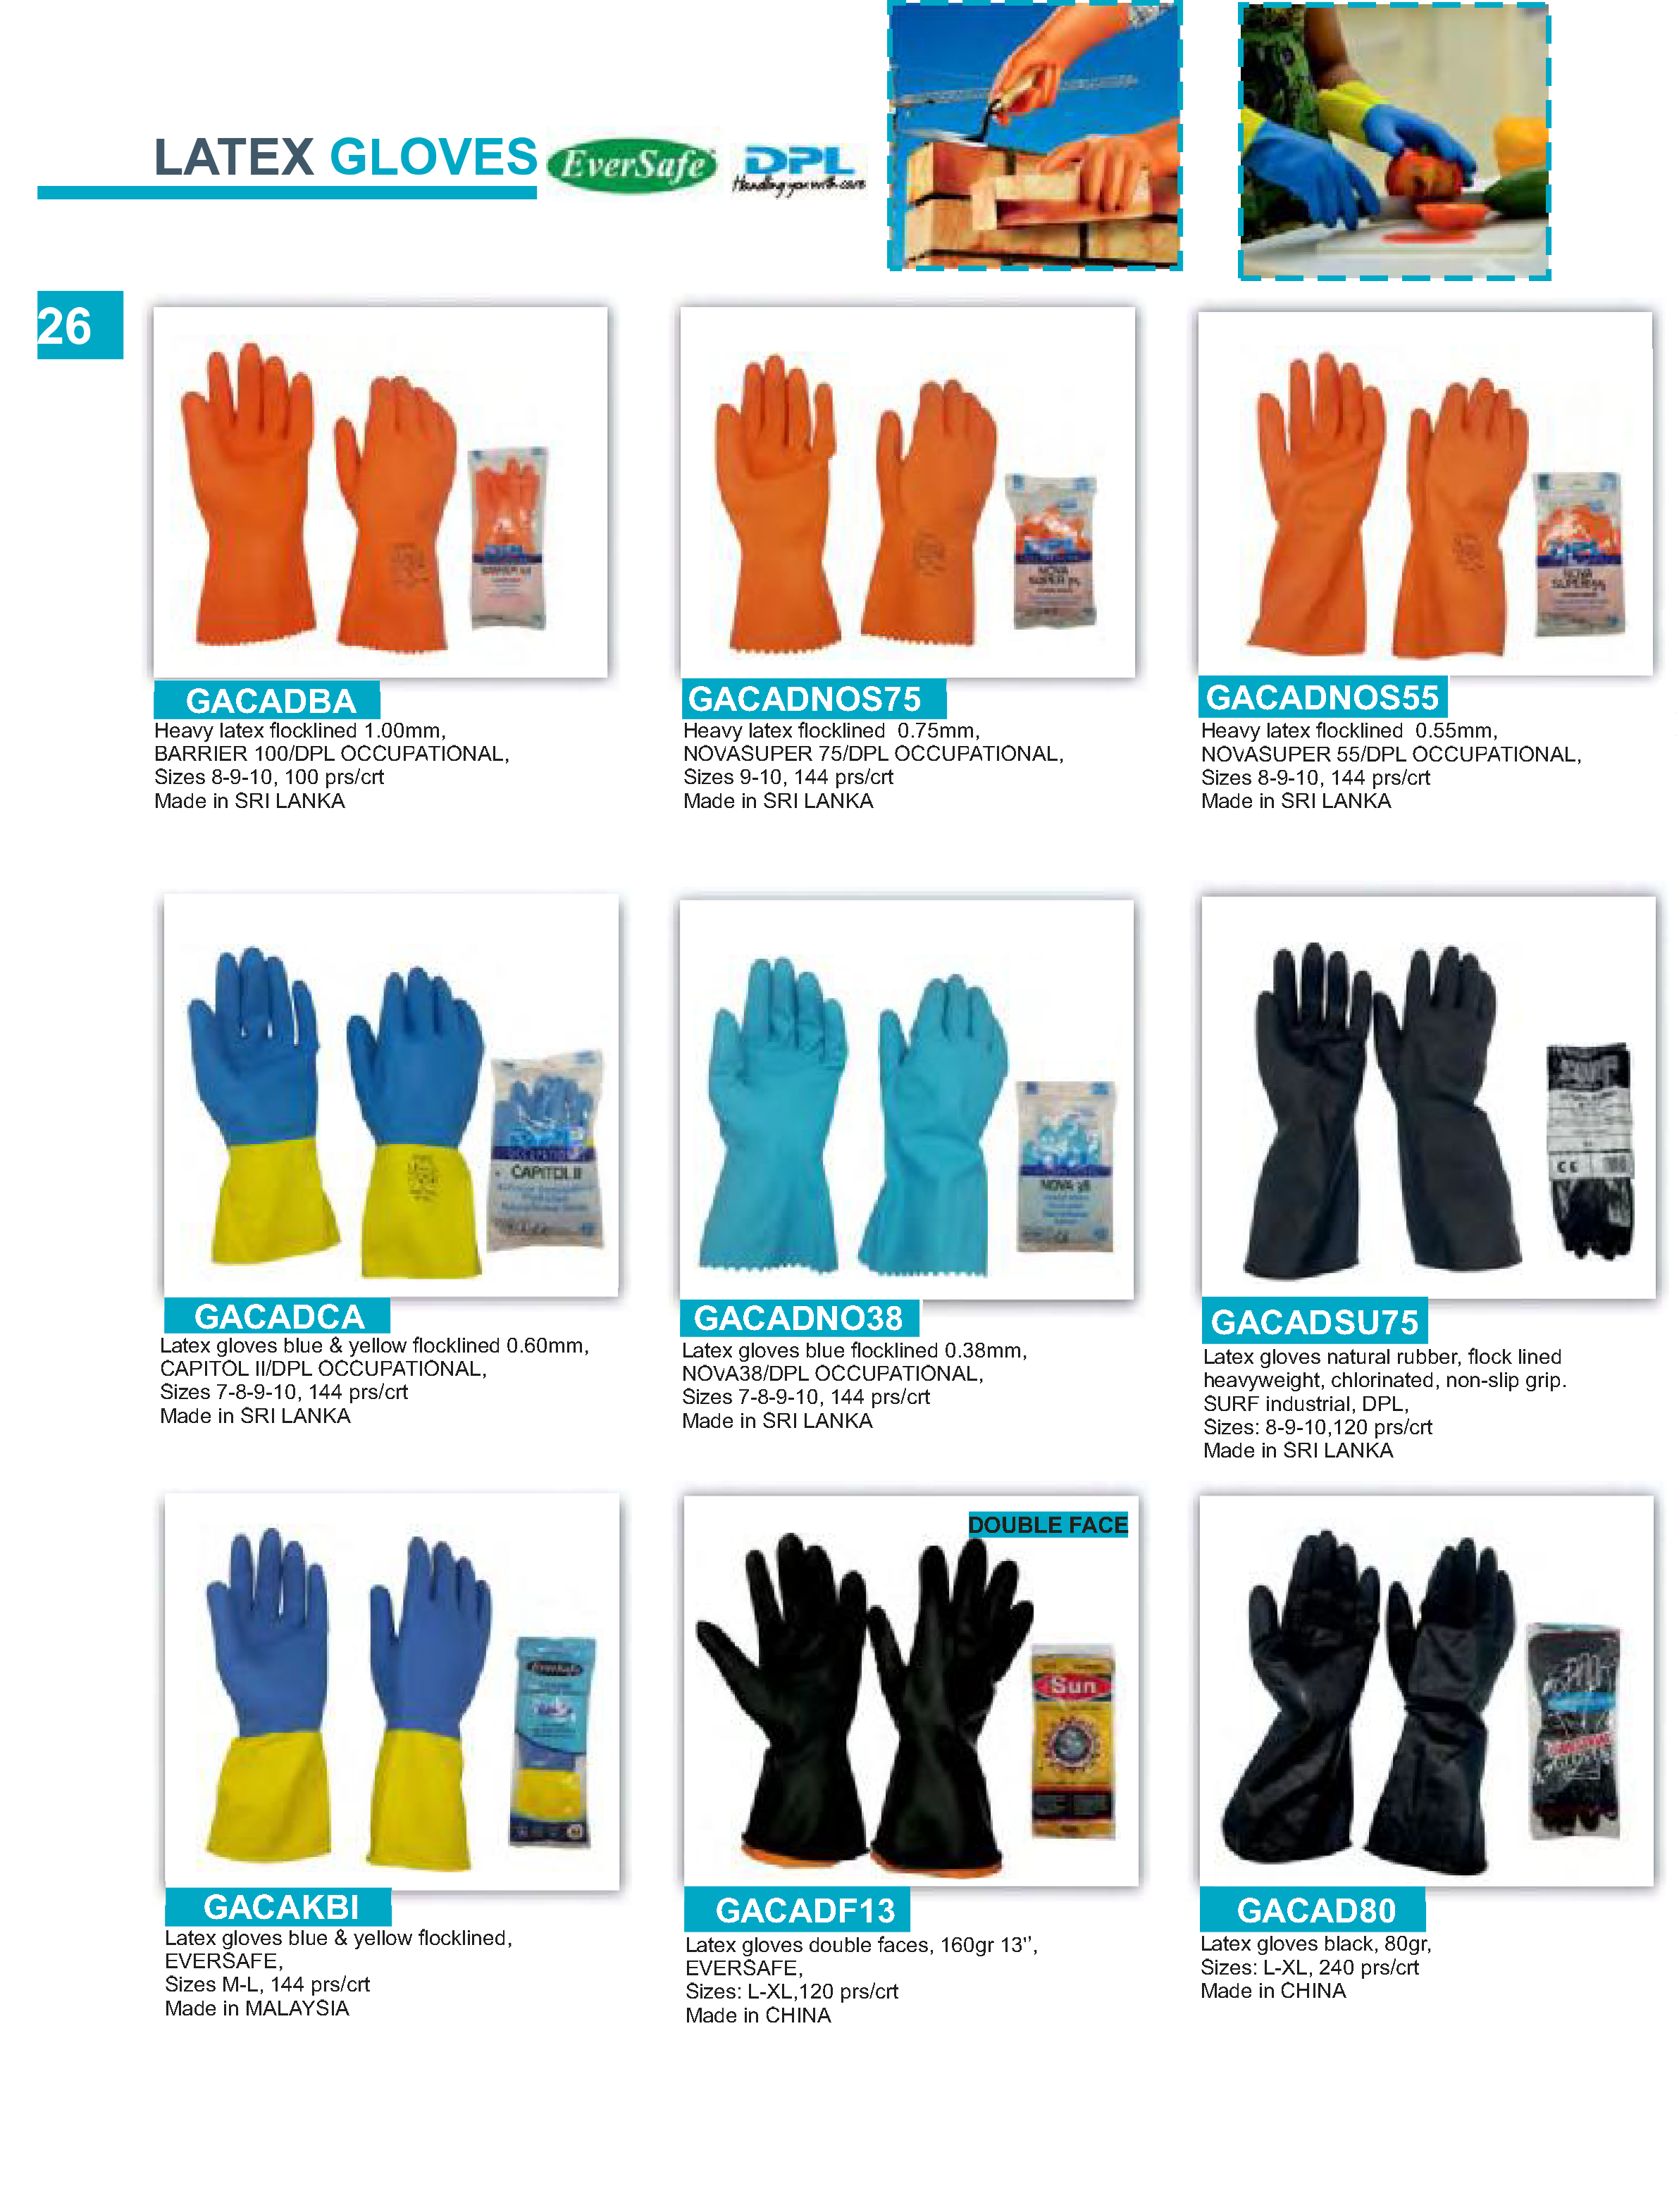 LATEX GLOVES
EverSafe
DPL
Handling you with care
26
GACADBA
Heavy latex flocklined 1.00mm,
BARRIER 100/DPL OCCUPATIONAL,
Sizes 8-9-10, 100 prs/crt
Made in SRI LANKA
GACADNOS75
Heavy latex flocklined  0.75mm,
NOVASUPER 75/DPL OCCUPATIONAL,
Sizes 9-10, 144 prs/crt
Made in SRI LANKA
NOVA
SUPER
GACADNOS55
Heavy latex flocklined  0.55mm,
NOVASUPER 55/DPL OCCUPATIONAL,
Sizes 8-9-10, 144 prs/crt
Made in SRI LANKA
NOVA
SUPER
OCCUPATION
CAPITOL II
GACADCA
Latex gloves blue & yellow flocklined 0.60mm,
CAPITOL II/DPL OCCUPATIONAL,
Sizes 7-8-9-10, 144 prs/crt
Made in SRI LANKA
NOVA 38
GACADNO38
Latex gloves blue flocklined 0.38mm,
NOVA38/DPL OCCUPATIONAL,
Sizes 7-8-9-10, 144 prs/crt
Made in SRI LANKA
CE
GACADSU75
Latex gloves natural rubber, flock lined
heavyweight, chlorinated, non-slip grip.
SURF industrial, DPL,
Sizes: 8-9-10,120 prs/crt
Made in SRI LANKA
EverSafe
GACAKBI
Latex gloves blue & yellow flocklined,
EVERSAFE,
Sizes M-L, 144 prs/crt
Made in MALAYSIA
DOUBLE FACE
Sun
GACADF13
Latex gloves double faces, 160gr 13'’,
EVERSAFE,
Sizes: L-XL,120 prs/crt
Made in CHINA
GACAD80
Latex gloves black, 80gr,
Sizes: L-XL, 240 prs/crt
Made in CHINA